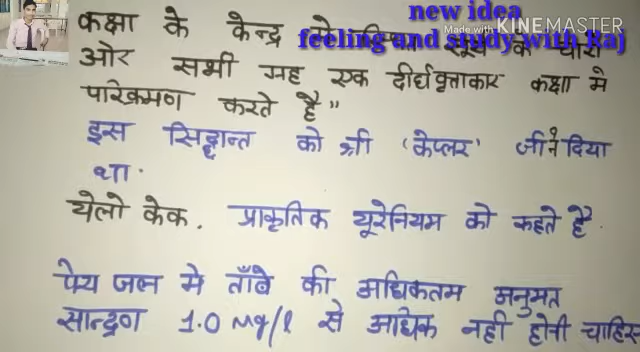 new idea
Made with KINEMASTER
feeling and study with Raj
कक्षा के केन्द्र के चारो
ओर सभी ग्रह एक दीर्घवृत्ताकार कक्षा मे
परिक्रमण करते है"
इस सिद्धान्त को श्री 'केप्लर' जी ने दिया
था.
येलो केक. प्राकृतिक यूरेनियम को कहते है.
पेय जल मे ताँबे की अधिकतम अनुमत
सान्द्रण 1.0 mg/l से अधिक नही होनी चाहिए